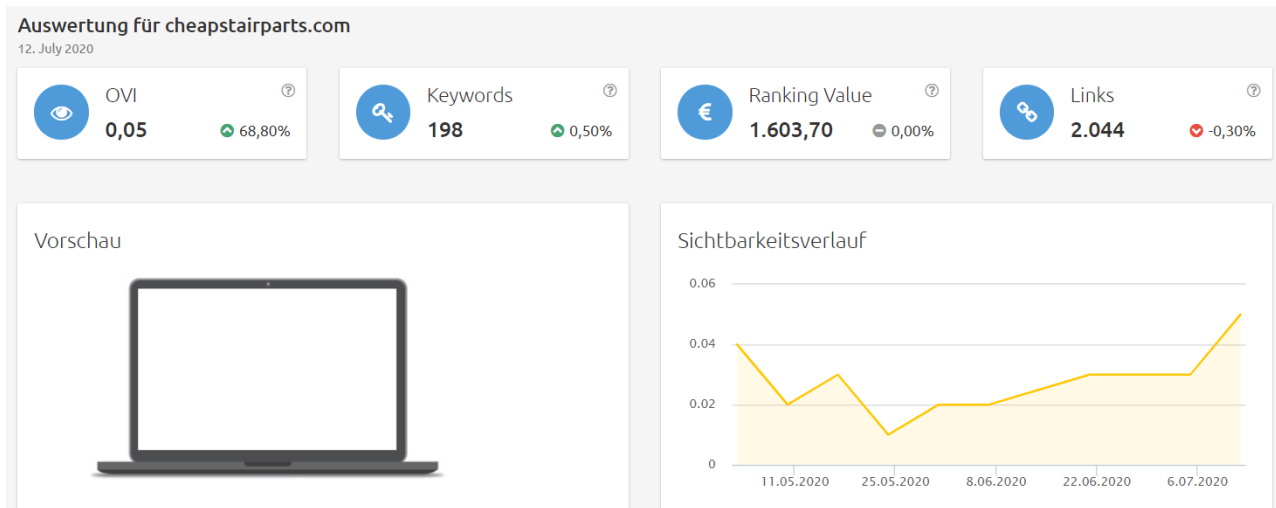 Auswertung für cheapstairparts.com
12. July 2020
OVI
0,05 68,80%
Keywords
198 0,50%
Ranking Value
1.603,70 0,00%
Links
2.044 -0,30%
Vorschau
Sichtbarkeitsverlauf
0.06
0.04
0.02
0
11.05.2020 25.05.2020 8.06.2020 22.06.2020 6.07.2020